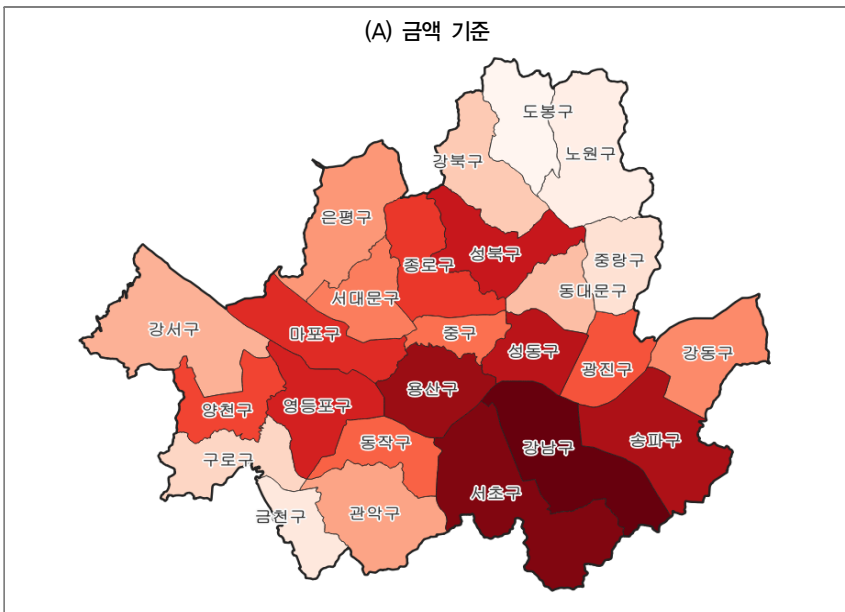 (A) 금액 기준
도봉구
노원구
강북구
은평구
성북구
중랑구
종로구
동대문구
서대문구
강서구
마포구
중구
성동구
강동구
광진구
용산구
양천구
영등포구
동작구
강남구
송파구
구로구
서초구
금천구
관악구